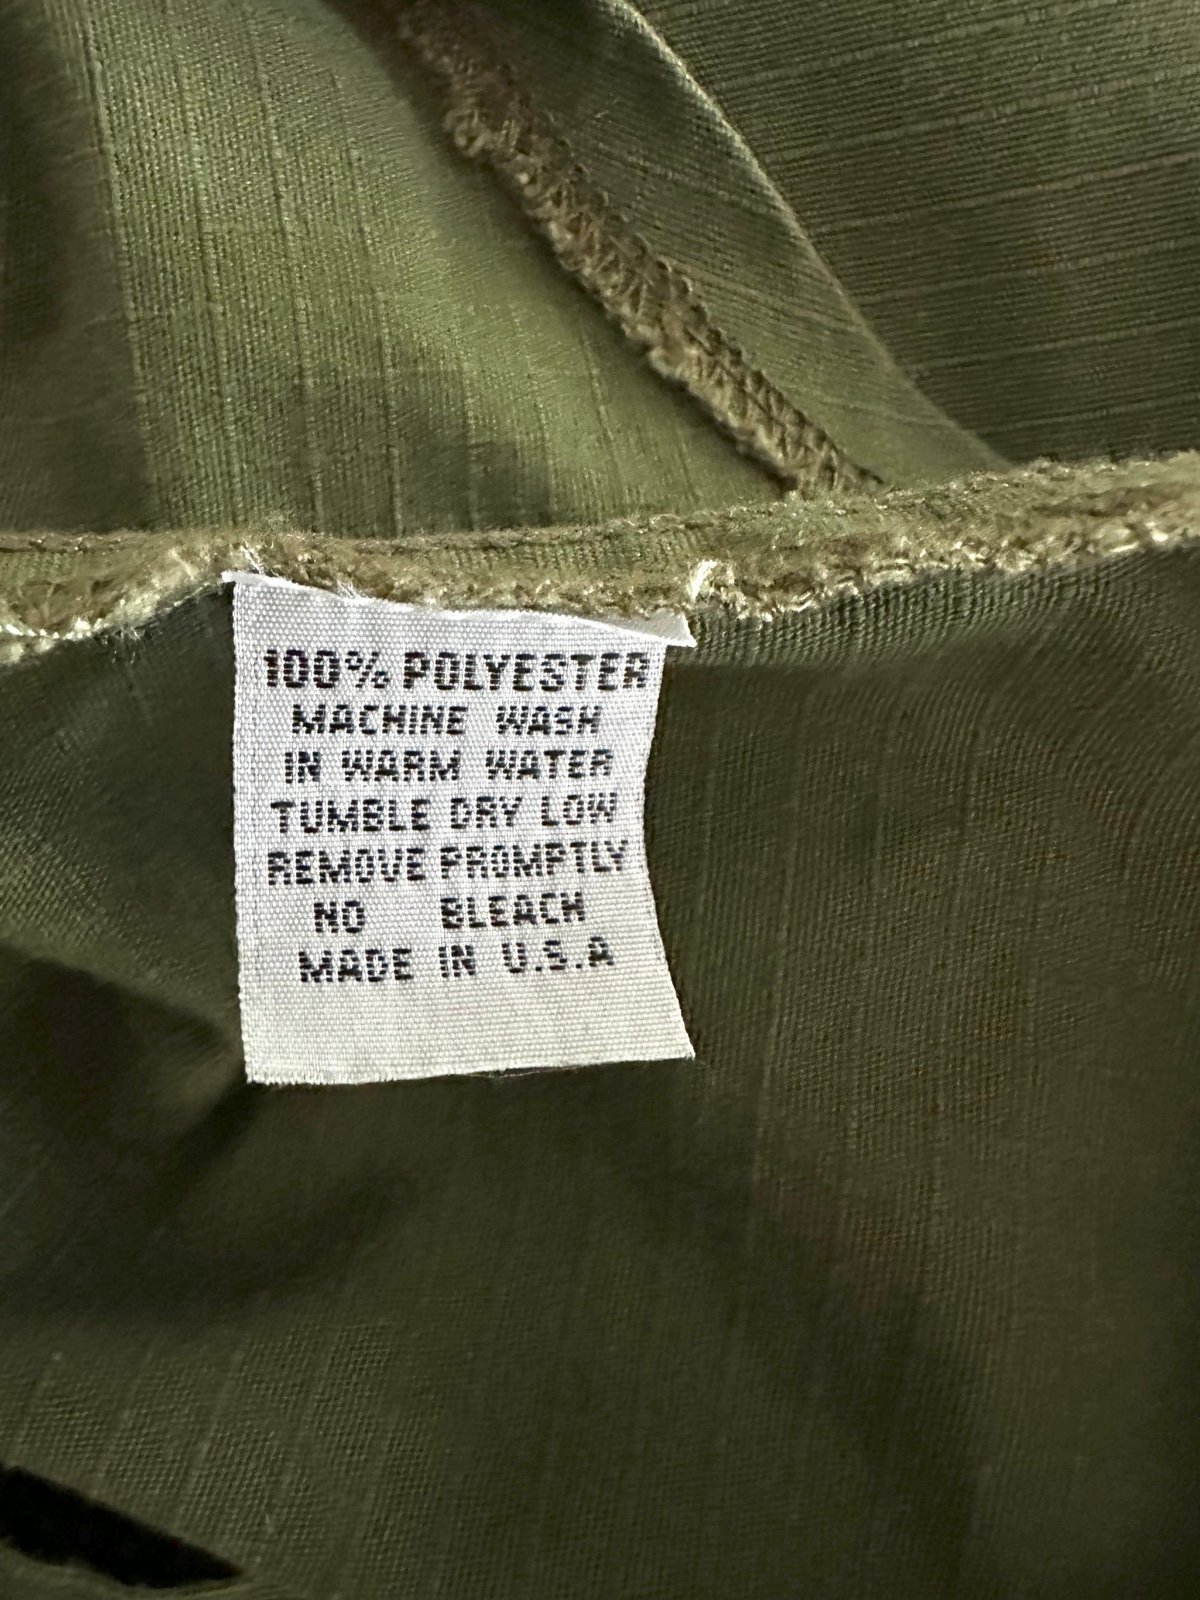 100% POLYESTER
MACHINE WASH
IN WARM WATER
TUMBLE DRY LOW
REMOVE PROMPTLY
NO BLEACH
MADE IN U.S.A